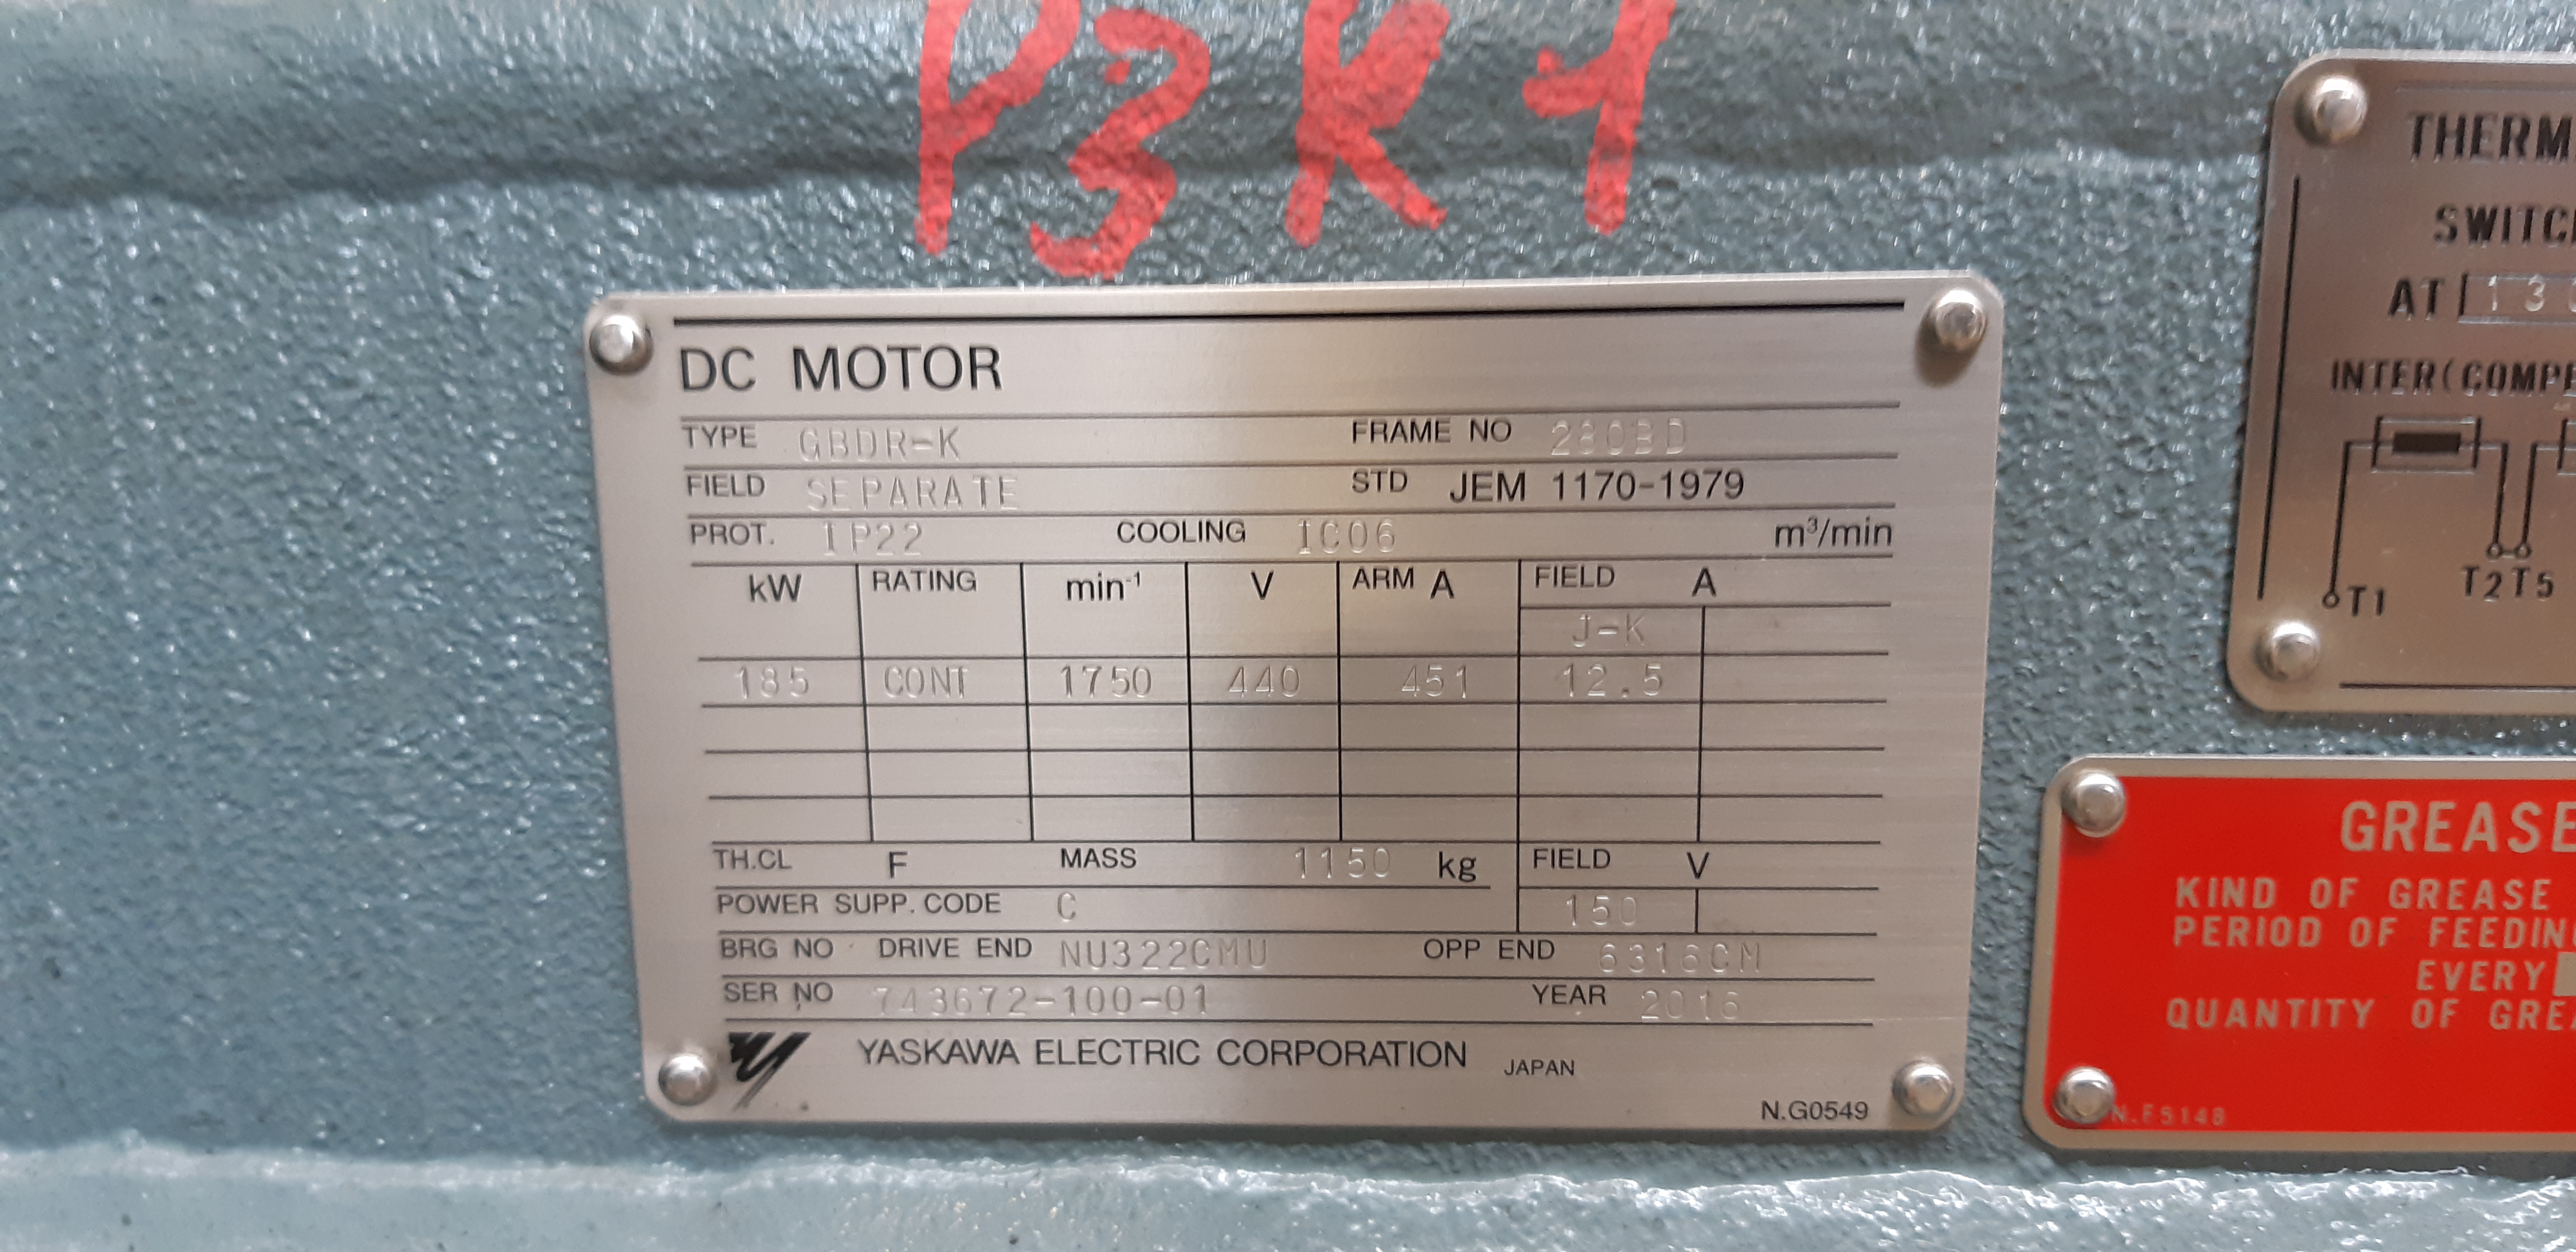 P3K1
DC MOTOR
TYPE GBDR-K FRAME NO 280BD
FIELD SEPARATE STD JEM 1170-1979
PROT. IP22 COOLING IC06 m³/min
kW RATING min⁻¹ V ARM A FIELD A
J-K
185 CONT 1750 440 451 12.5
TH.CL F MASS 1150 kg FIELD V
POWER SUPP. CODE C 150
BRG NO DRIVE END NU322CMU OPP END 6316CM
SER NO 743672-100-01 YEAR 2016
YASKAWA ELECTRIC CORPORATION JAPAN
N.G0549
THERM
SWITC
AT 13
INTER(COMPE
T1 T2 T5
GREASE
KIND OF GREASE
PERIOD OF FEEDIN
EVERY
QUANTITY OF GRE
N.F5148